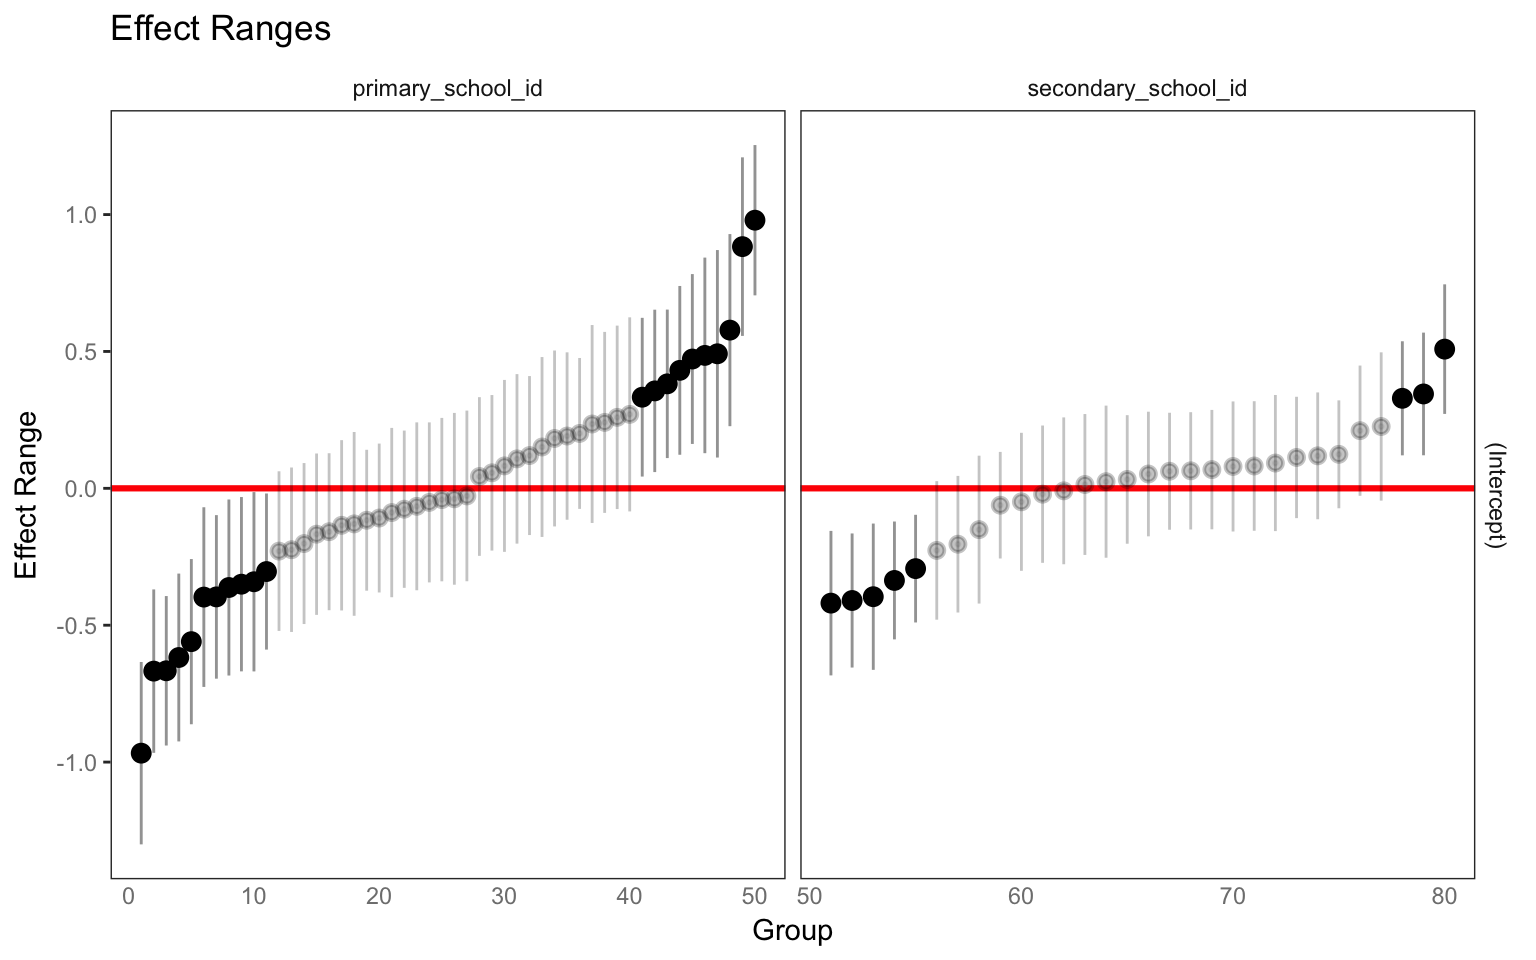 Effect Ranges
primary_school_id secondary_school_id
1.0
0.5
0.0
-0.5
-1.0
Effect Range
(Intercept)
0 10 20 30 40 50 50 60 70 80
Group